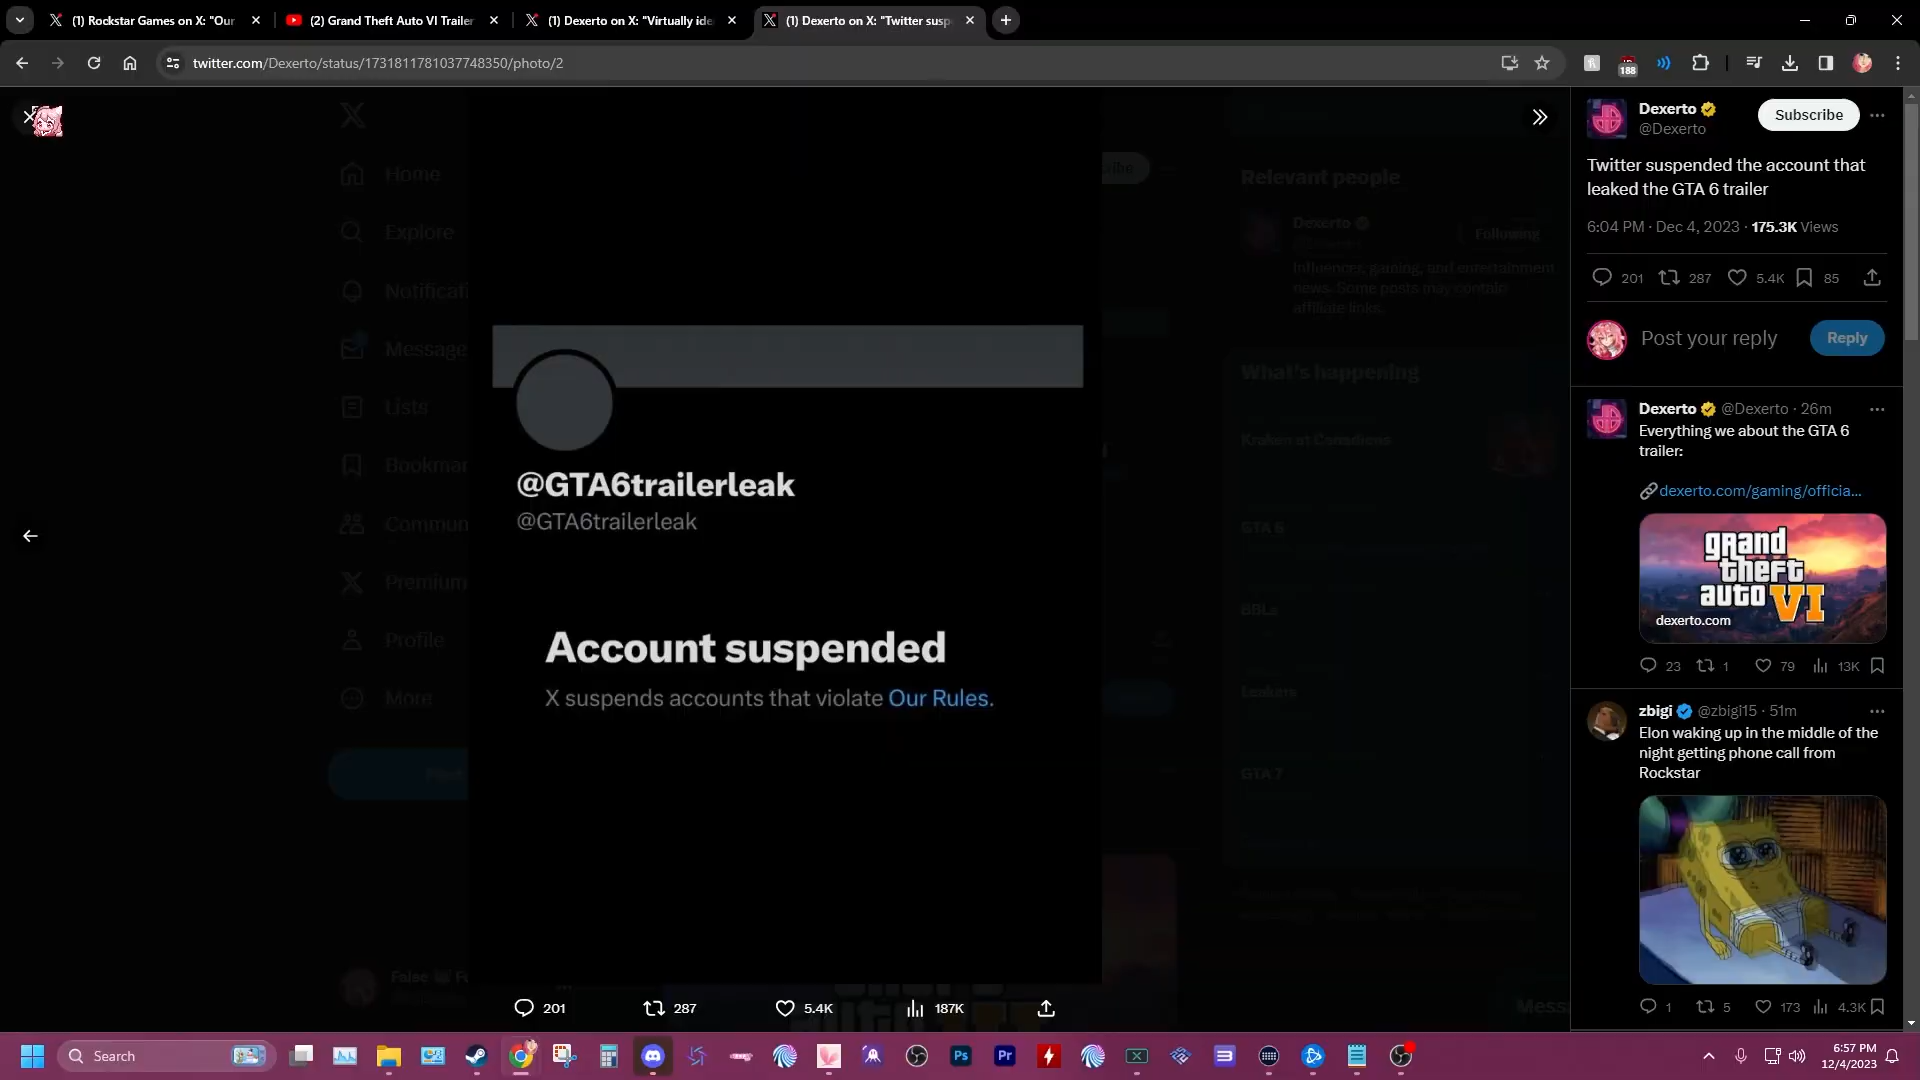 (1) Rockstar Games on X: "Our
(2) Grand Theft Auto VI Trailer
(1) Dexerto on X: "Virtually ide
(1) Dexerto on X: "Twitter susp
twitter.com/Dexerto/status/1731811781037748350/photo/2
188
Home
Explore
Notificati
Message
Lists
Bookmar
Commun
Premium
Profile
More
@GTA6trailerleak
@GTA6trailerleak
Account suspended
X suspends accounts that violate Our Rules.
201
287
5.4K
187K
Relevant people
Dexerto
Following
Influencer, gaming, and entertainment
news. Some posts may contain
affiliate links.
What's happening
Kraken at Canadiens
GTA 6
BBLs
Leakers
GTA 7
Dexerto
@Dexerto
Subscribe
Twitter suspended the account that
leaked the GTA 6 trailer
6:04 PM · Dec 4, 2023 · 175.3K Views
201
287
5.4K
85
Post your reply
Reply
Dexerto @Dexerto · 26m
Everything we about the GTA 6
trailer:
dexerto.com/gaming/officia...
grand
theft
auto VI
dexerto.com
23
1
79
13K
zbigi @zbigi15 · 51m
Elon waking up in the middle of the
night getting phone call from
Rockstar
1
5
173
4.3K
Search
Ps
Pr
6:57 PM
12/4/2023